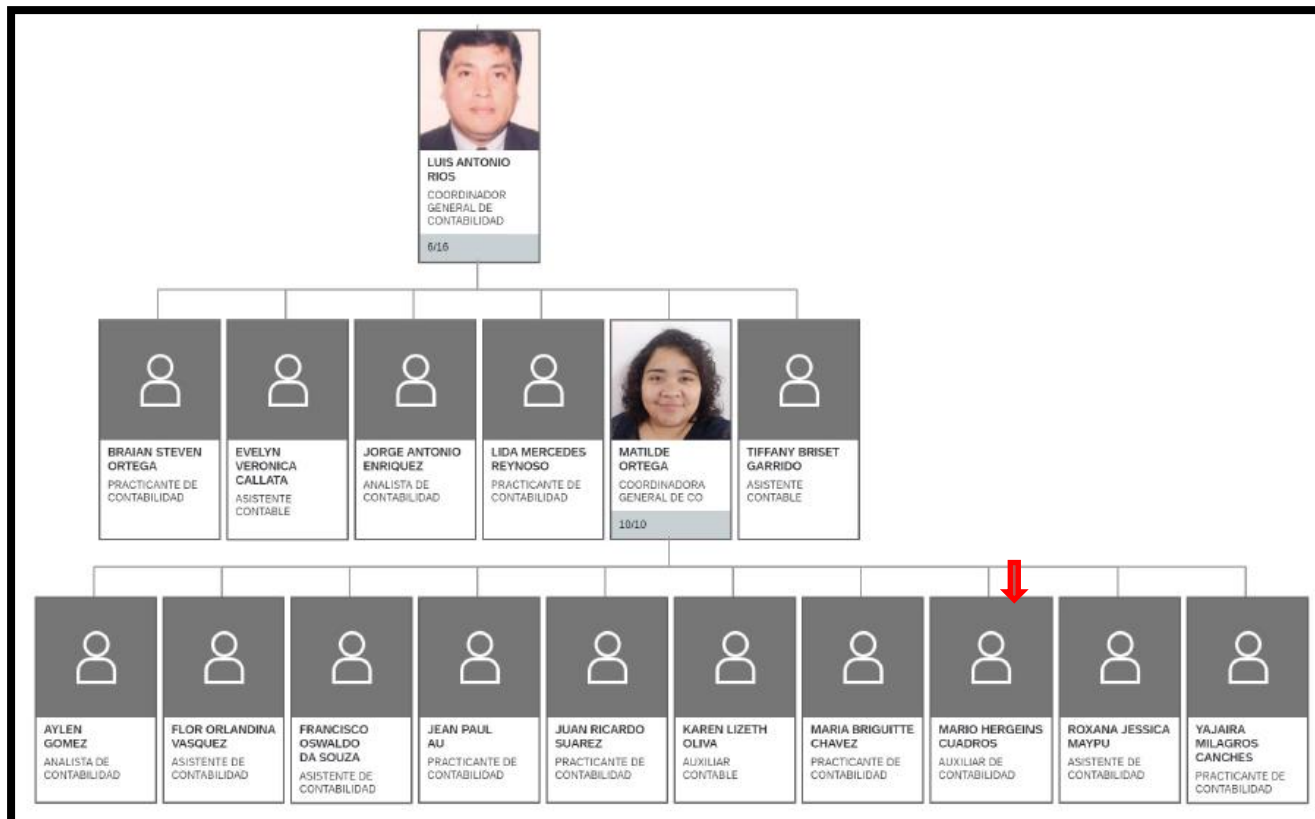 LUIS ANTONIO
RIOS
COORDINADOR
GENERAL DE
CONTABILIDAD
6/16
BRAIAN STEVEN
ORTEGA
PRACTICANTE DE
CONTABILIDAD
EVELYN
VERONICA
CALLATA
ASISTENTE
CONTABLE
JORGE ANTONIO
ENRIQUEZ
ANALISTA DE
CONTABILIDAD
LIDA MERCEDES
REYNOSO
PRACTICANTE DE
CONTABILIDAD
MATILDE
ORTEGA
COORDINADORA
GENERAL DE CO
10/10
TIFFANY BRISET
GARRIDO
ASISTENTE
CONTABLE
AYLEN
GOMEZ
ANALISTA DE
CONTABILIDAD
FLOR ORLANDINA
VASQUEZ
ASISTENTE DE
CONTABILIDAD
FRANCISCO
OSWALDO
DA SOUZA
ASISTENTE DE
CONTABILIDAD
JEAN PAUL
AU
PRACTICANTE DE
CONTABILIDAD
JUAN RICARDO
SUAREZ
PRACTICANTE DE
CONTABILIDAD
KAREN LIZETH
OLIVA
AUXILIAR
CONTABLE
MARIA BRIGUITTE
CHAVEZ
PRACTICANTE DE
CONTABILIDAD
MARIO HERGEINS
CUADROS
AUXILIAR DE
CONTABILIDAD
ROXANA JESSICA
MAYPU
ASISTENTE DE
CONTABILIDAD
YAJAIRA
MILAGROS
CANCHES
PRACTICANTE DE
CONTABILIDAD